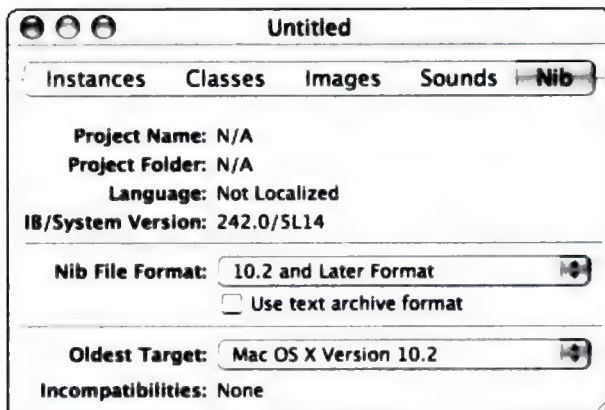 Untitled
Instances Classes Images Sounds Nib
Project Name: N/A
Project Folder: N/A
Language: Not Localized
IB/System Version: 242.0/5L14
Nib File Format: 10.2 and Later Format
Use text archive format
Oldest Target: Mac OS X Version 10.2
Incompatibilities: None